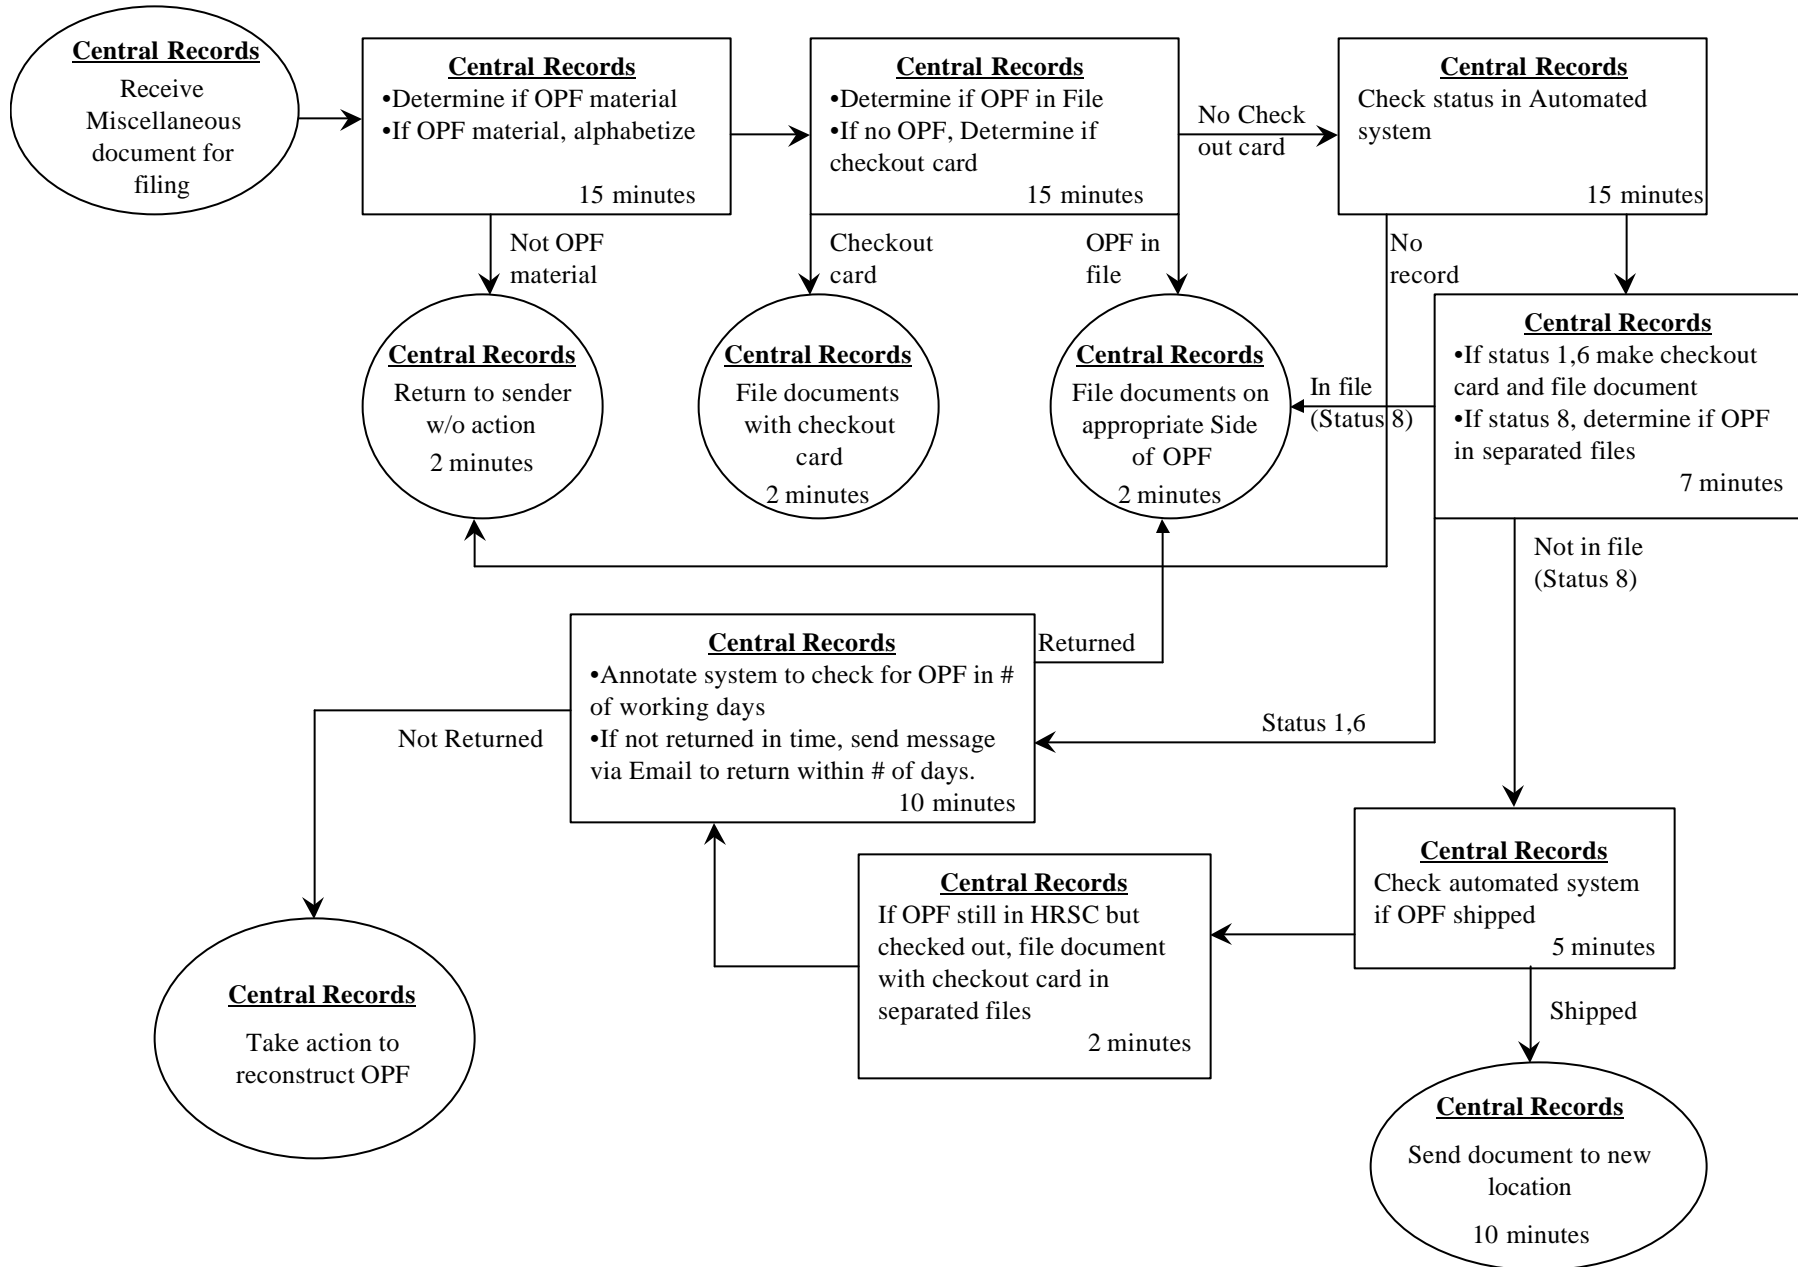 Central Records
Receive
Miscellaneous
document for
filing
Central Records
•Determine if OPF material
•If OPF material, alphabetize
15 minutes
Central Records
•Determine if OPF in File
•If no OPF, Determine if
checkout card
15 minutes
No Check
out card
Central Records
Check status in Automated
system
15 minutes
Not OPF
material
Checkout
card
OPF in
file
No
record
Central Records
Return to sender
w/o action
2 minutes
Central Records
File documents
with checkout
card
2 minutes
Central Records
File documents on
appropriate Side
of OPF
2 minutes
In file
(Status 8)
Central Records
•If status 1,6 make checkout
card and file document
•If status 8, determine if OPF
in separated files
7 minutes
Not in file
(Status 8)
Central Records
•Annotate system to check for OPF in #
of working days
•If not returned in time, send message
via Email to return within # of days.
10 minutes
Returned
Not Returned
Status 1,6
Central Records
If OPF still in HRSC but
checked out, file document
with checkout card in
separated files
2 minutes
Central Records
Check automated system
if OPF shipped
5 minutes
Shipped
Central Records
Take action to
reconstruct OPF
Central Records
Send document to new
location
10 minutes